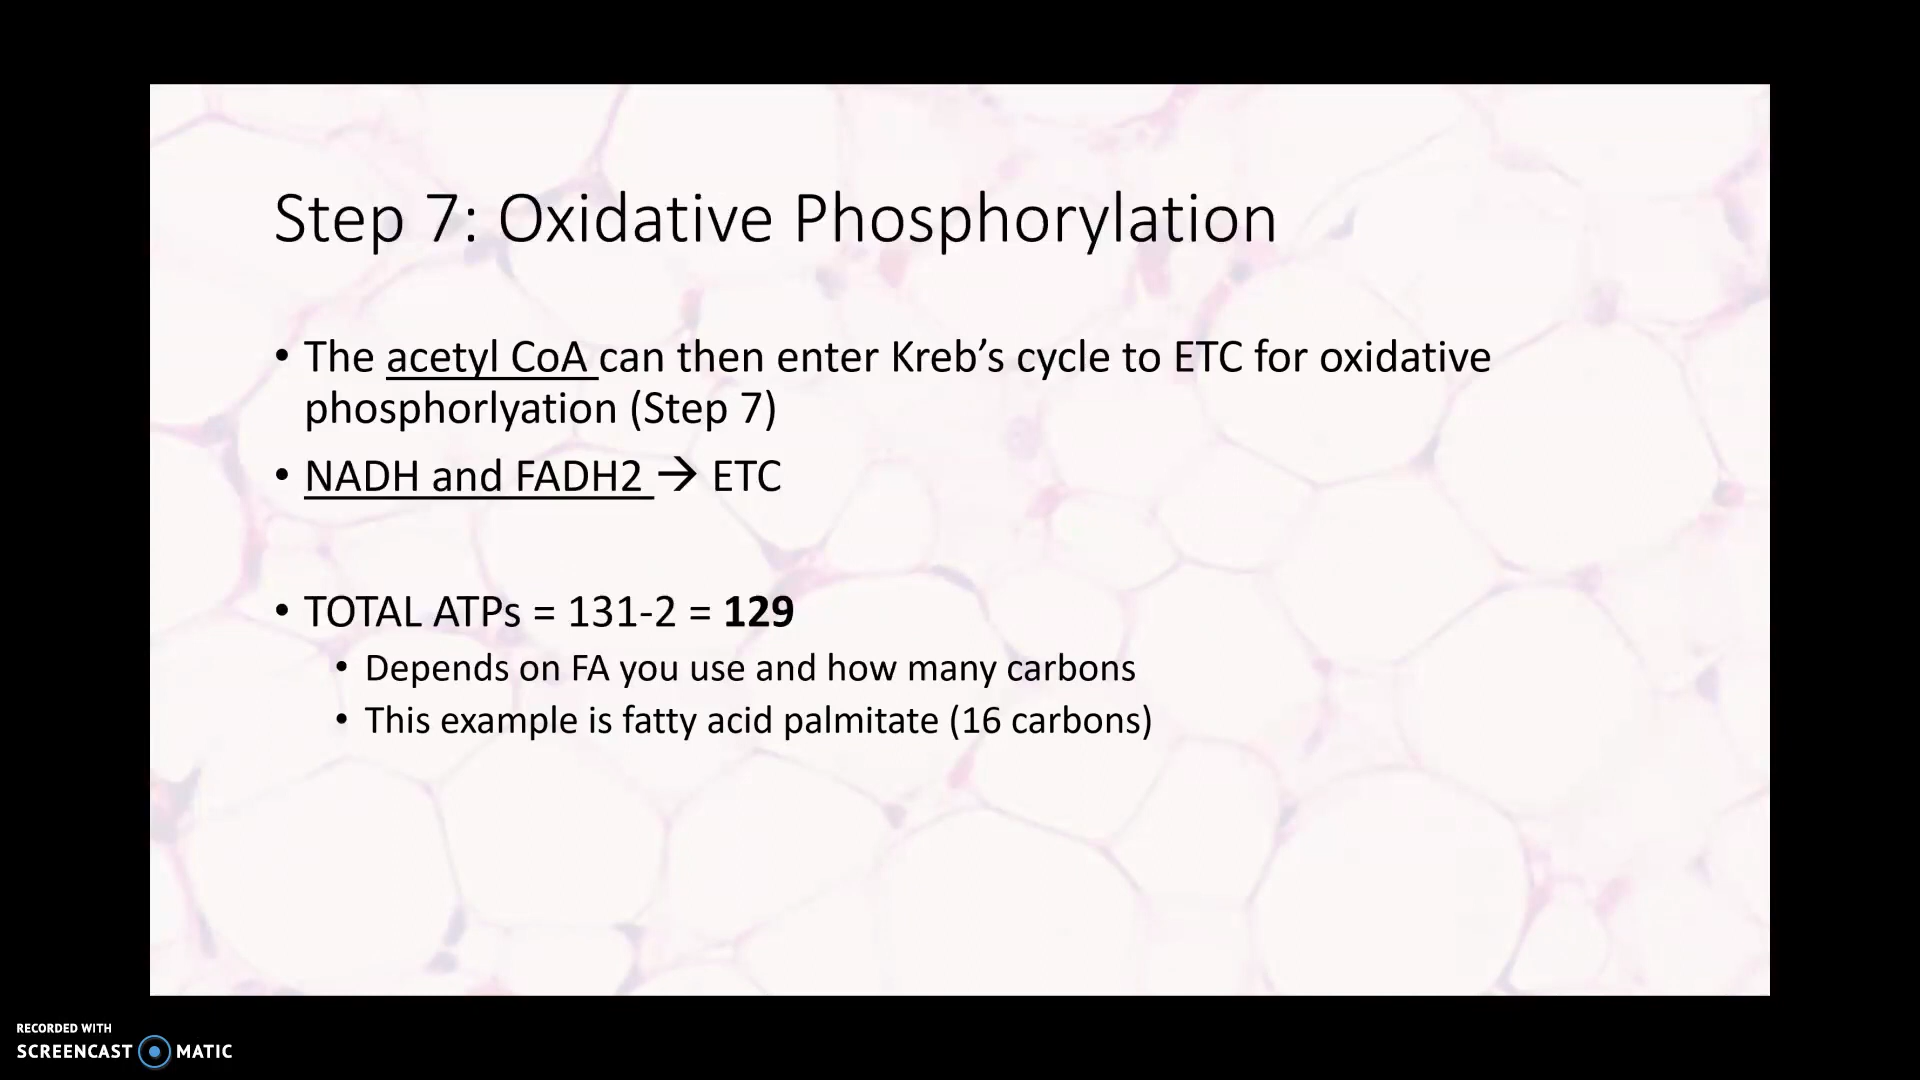 Step 7: Oxidative Phosphorylation
• The acetyl CoA can then enter Kreb’s cycle to ETC for oxidative
phosphorlyation (Step 7)
• NADH and FADH2 → ETC
• TOTAL ATPs = 131-2 = 129
• Depends on FA you use and how many carbons
• This example is fatty acid palmitate (16 carbons)
RECORDED WITH
SCREENCAST MATIC